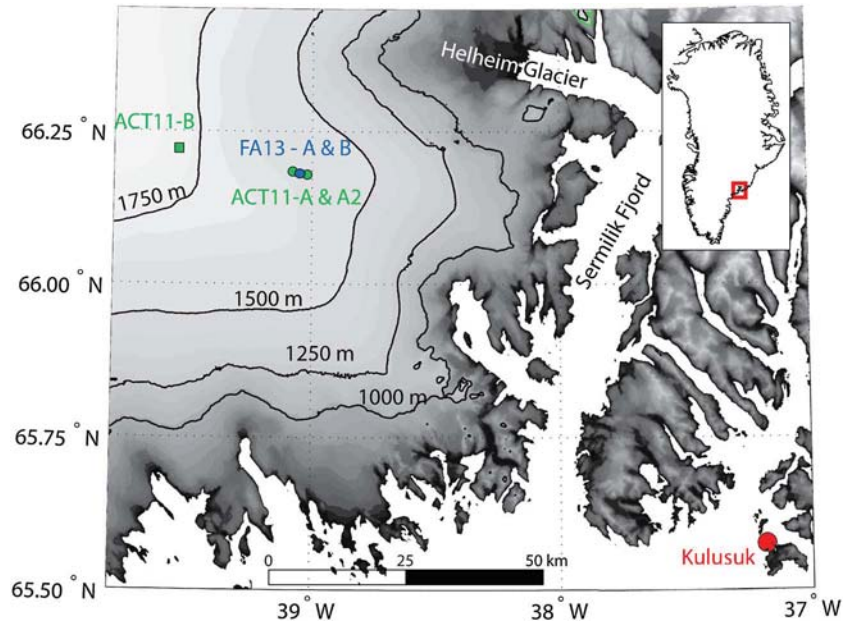 Helheim Glacier
66.25 ° N
ACT11-B
FA13 - A & B
ACT11-A & A2
1750 m
Sermilik Fjord
66.00 ° N
1500 m
1250 m
1000 m
65.75 ° N
Kulusuk
0 25 50 km
65.50 ° N
39 ° W 38 ° W 37 ° W